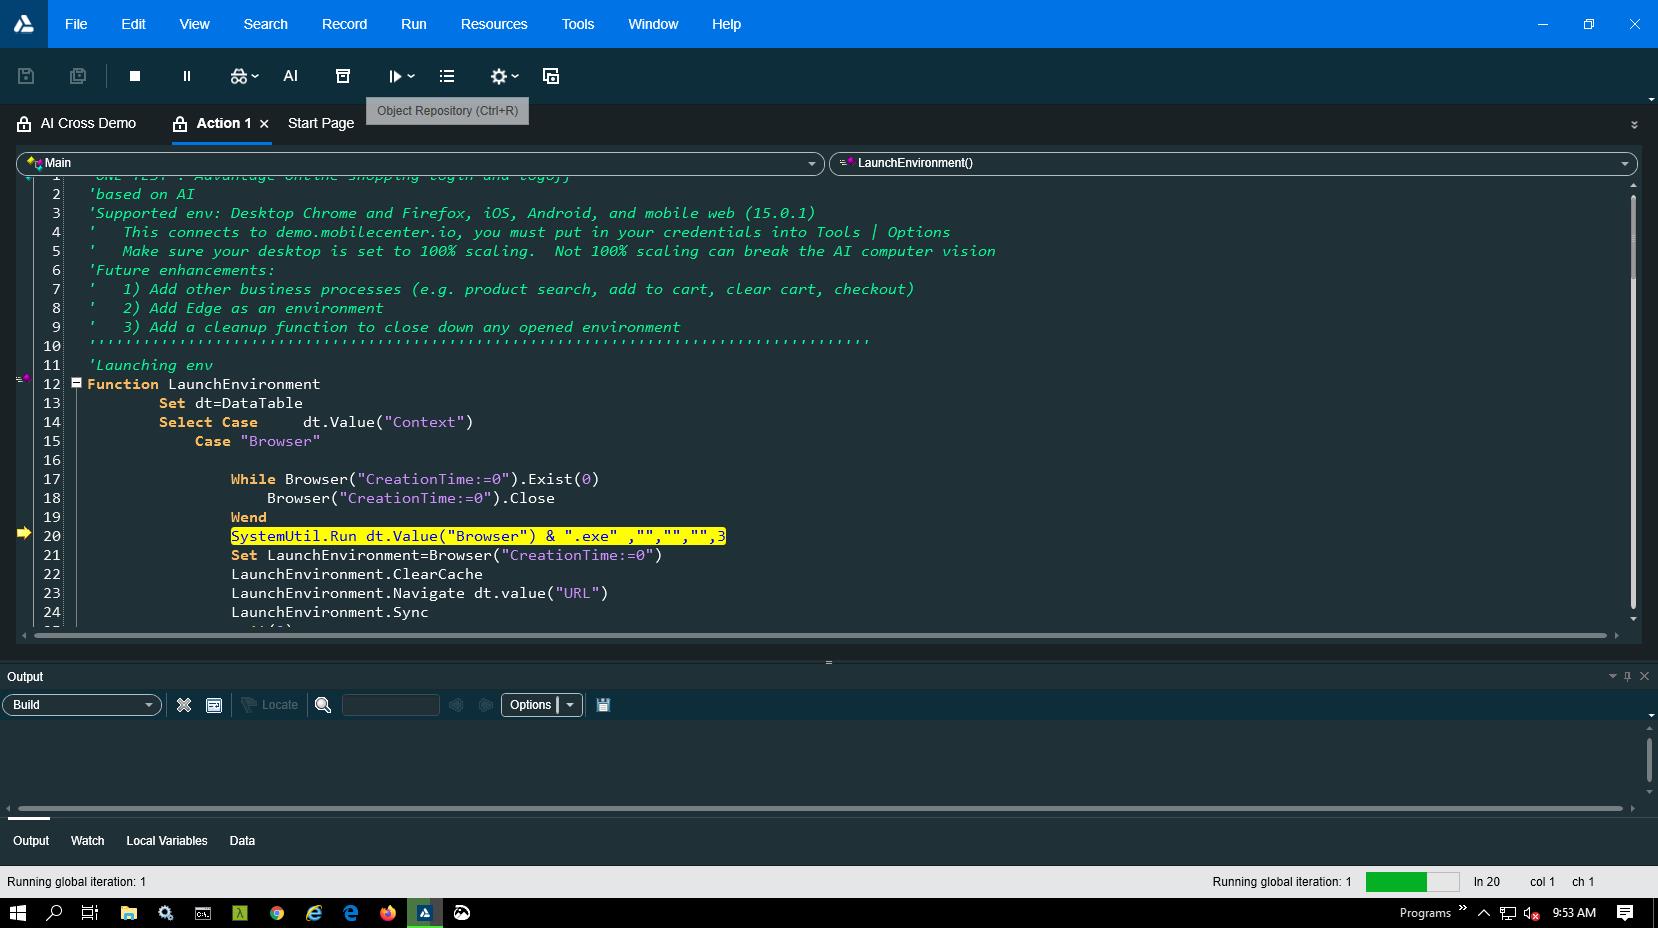 File Edit View Search Record Run Resources Tools Window Help
AI
Object Repository (Ctrl+R)
AI Cross Demo Action 1 Start Page
Main LaunchEnvironment()
2 'based on AI
3 'Supported env: Desktop Chrome and Firefox, iOS, Android, and mobile web (15.0.1)
4 '   This connects to demo.mobilecenter.io, you must put in your credentials into Tools | Options
5 '   Make sure your desktop is set to 100% scaling.  Not 100% scaling can break the AI computer vision
6 'Future enhancements:
7 '   1) Add other business processes (e.g. product search, add to cart, clear cart, checkout)
8 '   2) Add Edge as an environment
9 '   3) Add a cleanup function to close down any opened environment
10 '''''''''''''''''''''''''''''''''''''''''''''''''''''''''''''''''''''''''''''''''''''''
11 'Launching env
12 Function LaunchEnvironment
13 Set dt=DataTable
14 Select Case     dt.Value("Context")
15 Case "Browser"
16
17 While Browser("CreationTime:=0").Exist(0)
18 Browser("CreationTime:=0").Close
19 Wend
20 SystemUtil.Run dt.Value("Browser") & ".exe" ,"","","",3
21 Set LaunchEnvironment=Browser("CreationTime:=0")
22 LaunchEnvironment.ClearCache
23 LaunchEnvironment.Navigate dt.value("URL")
24 LaunchEnvironment.Sync
Output
Build Locate Options
Output Watch Local Variables Data
Running global iteration: 1 Running global iteration: 1 ln 20 col 1 ch 1
Programs 9:53 AM